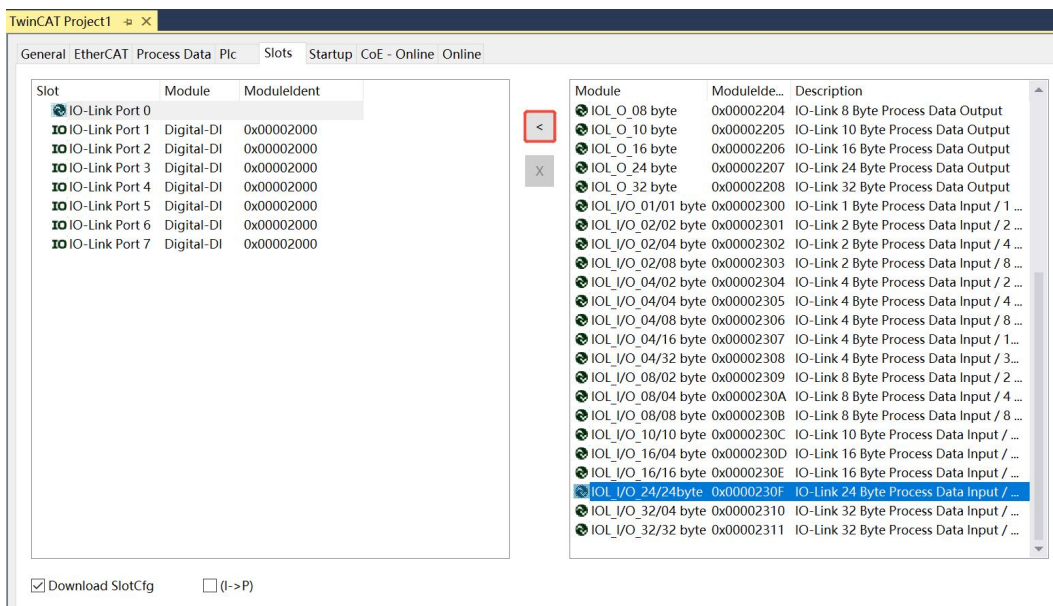 TwinCAT Project1
General EtherCAT Process Data Plc Slots Startup CoE - Online Online
Slot Module ModuleIdent
IO-Link Port 0
IO IO-Link Port 1 Digital-DI 0x00002000
IO IO-Link Port 2 Digital-DI 0x00002000
IO IO-Link Port 3 Digital-DI 0x00002000
IO IO-Link Port 4 Digital-DI 0x00002000
IO IO-Link Port 5 Digital-DI 0x00002000
IO IO-Link Port 6 Digital-DI 0x00002000
IO IO-Link Port 7 Digital-DI 0x00002000
<
X
Module ModuleIde... Description
IOL_O_08 byte 0x00002204 IO-Link 8 Byte Process Data Output
IOL_O_10 byte 0x00002205 IO-Link 10 Byte Process Data Output
IOL_O_16 byte 0x00002206 IO-Link 16 Byte Process Data Output
IOL_O_24 byte 0x00002207 IO-Link 24 Byte Process Data Output
IOL_O_32 byte 0x00002208 IO-Link 32 Byte Process Data Output
IOL_I/O_01/01 byte 0x00002300 IO-Link 1 Byte Process Data Input / 1 ...
IOL_I/O_02/02 byte 0x00002301 IO-Link 2 Byte Process Data Input / 2 ...
IOL_I/O_02/04 byte 0x00002302 IO-Link 2 Byte Process Data Input / 4 ...
IOL_I/O_02/08 byte 0x00002303 IO-Link 2 Byte Process Data Input / 8 ...
IOL_I/O_04/02 byte 0x00002304 IO-Link 4 Byte Process Data Input / 2 ...
IOL_I/O_04/04 byte 0x00002305 IO-Link 4 Byte Process Data Input / 4 ...
IOL_I/O_04/08 byte 0x00002306 IO-Link 4 Byte Process Data Input / 8 ...
IOL_I/O_04/16 byte 0x00002307 IO-Link 4 Byte Process Data Input / 1...
IOL_I/O_04/32 byte 0x00002308 IO-Link 4 Byte Process Data Input / 3...
IOL_I/O_08/02 byte 0x00002309 IO-Link 8 Byte Process Data Input / 2 ...
IOL_I/O_08/04 byte 0x0000230A IO-Link 8 Byte Process Data Input / 4 ...
IOL_I/O_08/08 byte 0x0000230B IO-Link 8 Byte Process Data Input / 8 ...
IOL_I/O_10/10 byte 0x0000230C IO-Link 10 Byte Process Data Input / ...
IOL_I/O_16/04 byte 0x0000230D IO-Link 16 Byte Process Data Input / ...
IOL_I/O_16/16 byte 0x0000230E IO-Link 16 Byte Process Data Input / ...
IOL_I/O_24/24byte 0x0000230F IO-Link 24 Byte Process Data Input / ...
IOL_I/O_32/04 byte 0x00002310 IO-Link 32 Byte Process Data Input / ...
IOL_I/O_32/32 byte 0x00002311 IO-Link 32 Byte Process Data Input / ...
Download SlotCfg (I->P)